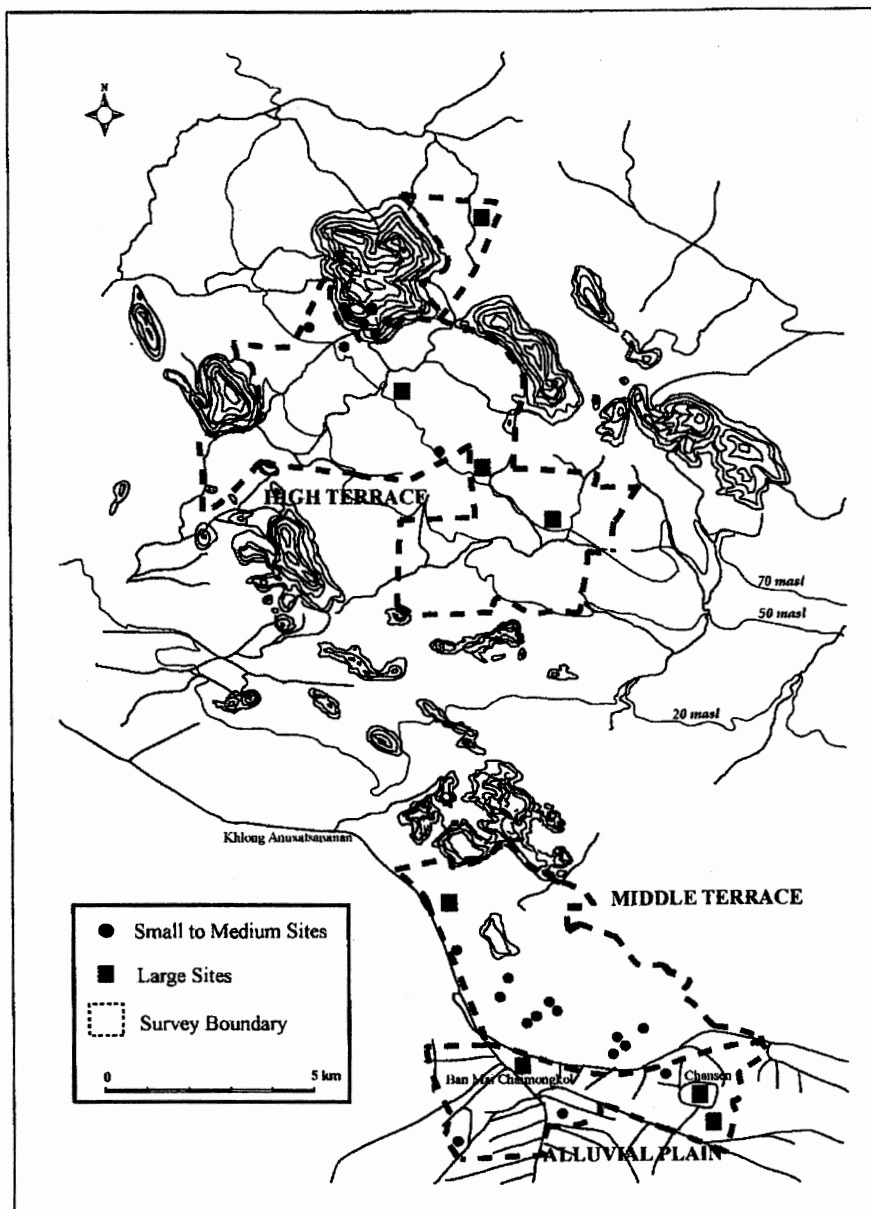 N
HIGH TERRACE
70 masl
50 masl
20 masl
Khlong Anusatsananan
MIDDLE TERRACE
Small to Medium Sites
Large Sites
Survey Boundary
0 5 km
Ban Mai Chaimongkol
Chansen
ALLUVIAL PLAIN